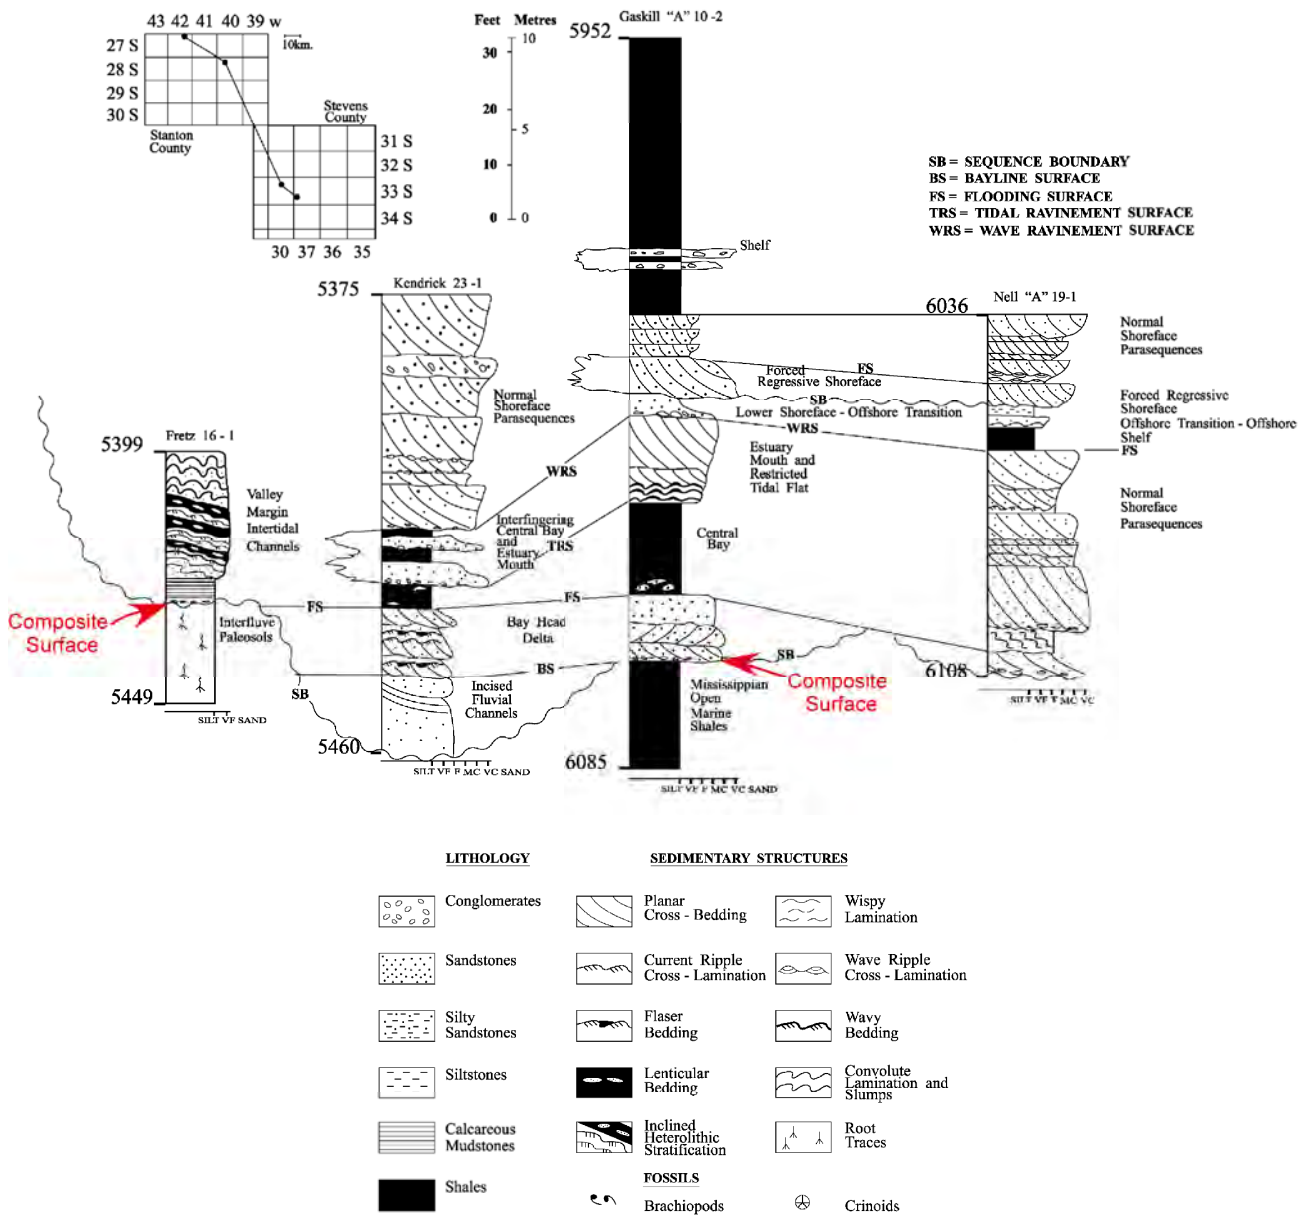 43 42 41 40 39 w
10km.
27 S
28 S
29 S
30 S
Stanton
County
Stevens
County
31 S
32 S
33 S
34 S
30 37 36 35
Feet Metres
30
20
10
0
10
5
0
Gaskill "A" 10-2
5952
SB = SEQUENCE BOUNDARY
BS = BAYLINE SURFACE
FS = FLOODING SURFACE
TRS = TIDAL RAVINEMENT SURFACE
WRS = WAVE RAVINEMENT SURFACE
Shelf
Kendrick 23-1
5375
Nell "A" 19-1
6036
Normal
Shoreface
Parasequences
FS
Forced
Regressive Shoreface
SB
Lower Shoreface - Offshore Transition
WRS
Forced Regressive
Shoreface
Offshore Transition - Offshore
Shelf
FS
Normal
Shoreface
Parasequences
Fretz 16-1
5399
Valley
Margin
Intertidal
Channels
WRS
Estuary
Mouth and
Restricted
Tidal Flat
Normal
Shoreface
Parasequences
Interfingering
Central Bay
and
Estuary
Mouth
TRS
Central
Bay
FS
FS
Composite
Surface
Interfluve
Paleosols
Bay Head
Delta
BS
SB
SB
Composite
Surface
6108
5449
Incised
Fluvial
Channels
Mississippian
Open
Marine
Shales
5460
6085
SILT VF SAND
SILT VF F MC VC SAND
SILT VF F MC VC SAND
SILT VF F MC VC
LITHOLOGY
SEDIMENTARY STRUCTURES
Conglomerates
Planar
Cross - Bedding
Wispy
Lamination
Sandstones
Current Ripple
Cross - Lamination
Wave Ripple
Cross - Lamination
Silty
Sandstones
Flaser
Bedding
Wavy
Bedding
Siltstones
Lenticular
Bedding
Convolute
Lamination and
Slumps
Calcareous
Mudstones
Inclined
Heterolithic
Stratification
Root
Traces
Shales
FOSSILS
Brachiopods
Crinoids